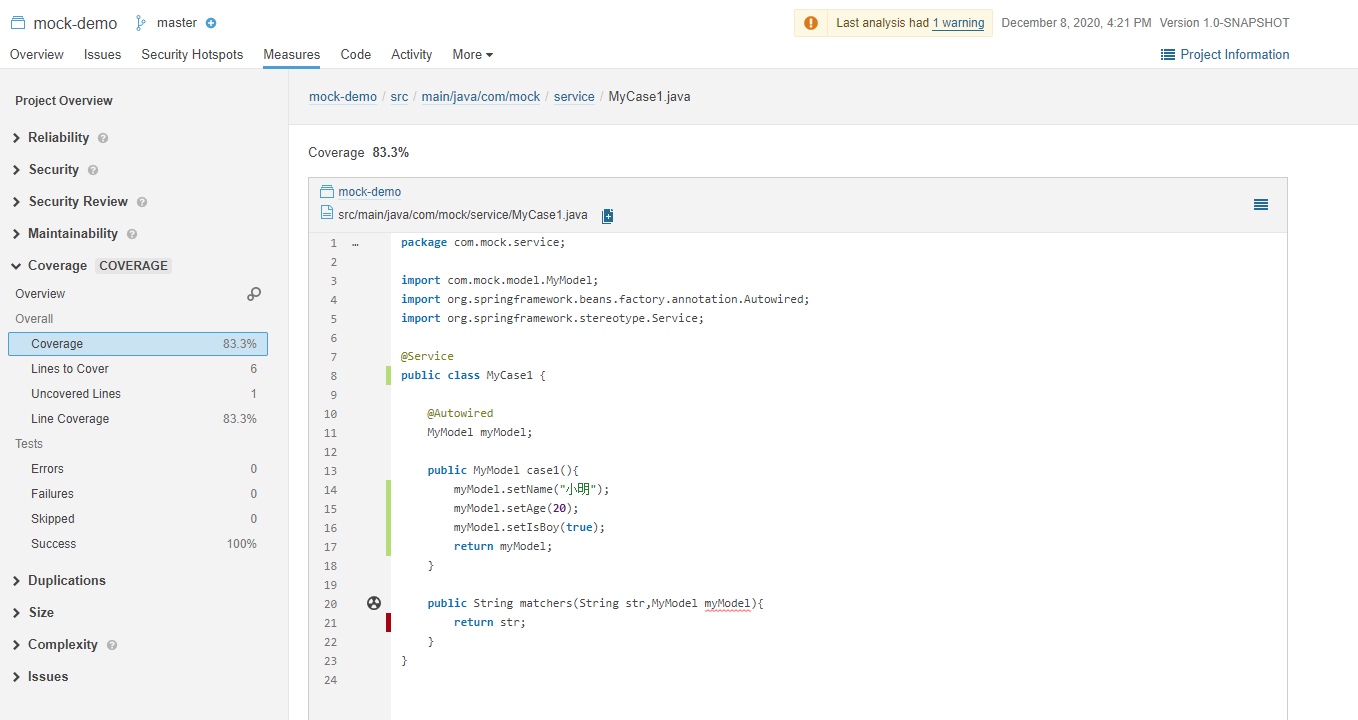 mock-demo master Last analysis had 1 warning December 8, 2020, 4:21 PM Version 1.0-SNAPSHOT
Overview Issues Security Hotspots Measures Code Activity More Project Information
Project Overview
Reliability
Security
Security Review
Maintainability
Coverage COVERAGE
Overview
Overall
Coverage 83.3%
Lines to Cover 6
Uncovered Lines 1
Line Coverage 83.3%
Tests
Errors 0
Failures 0
Skipped 0
Success 100%
Duplications
Size
Complexity
Issues
mock-demo / src / main/java/com/mock / service / MyCase1.java
Coverage 83.3%
mock-demo
src/main/java/com/mock/service/MyCase1.java
1 … package com.mock.service;
2
3 import com.mock.model.MyModel;
4 import org.springframework.beans.factory.annotation.Autowired;
5 import org.springframework.stereotype.Service;
6
7 @Service
8 public class MyCase1 {
9
10 @Autowired
11 MyModel myModel;
12
13 public MyModel case1(){
14 myModel.setName("小明");
15 myModel.setAge(20);
16 myModel.setIsBoy(true);
17 return myModel;
18 }
19
20 public String matchers(String str,MyModel myModel){
21 return str;
22 }
23 }
24